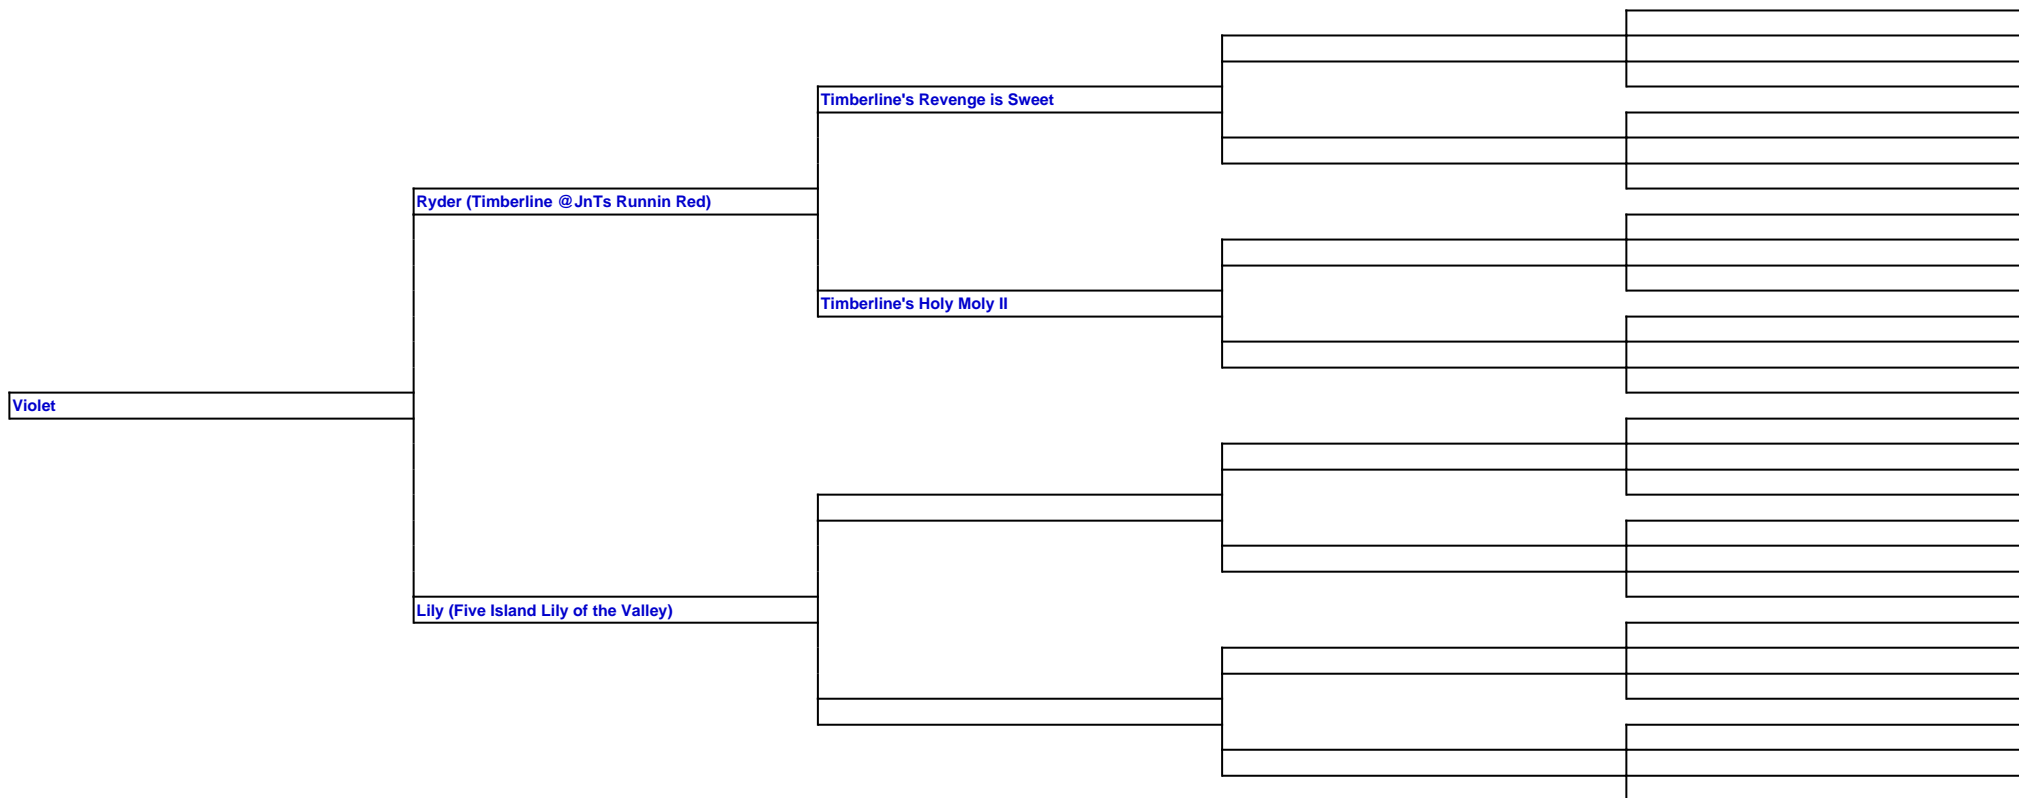 Timberline's Revenge is Sweet
Ryder (Timberline @JnTs Runnin Red)
Timberline's Holy Moly II
Violet
Lily (Five Island Lily of the Valley)